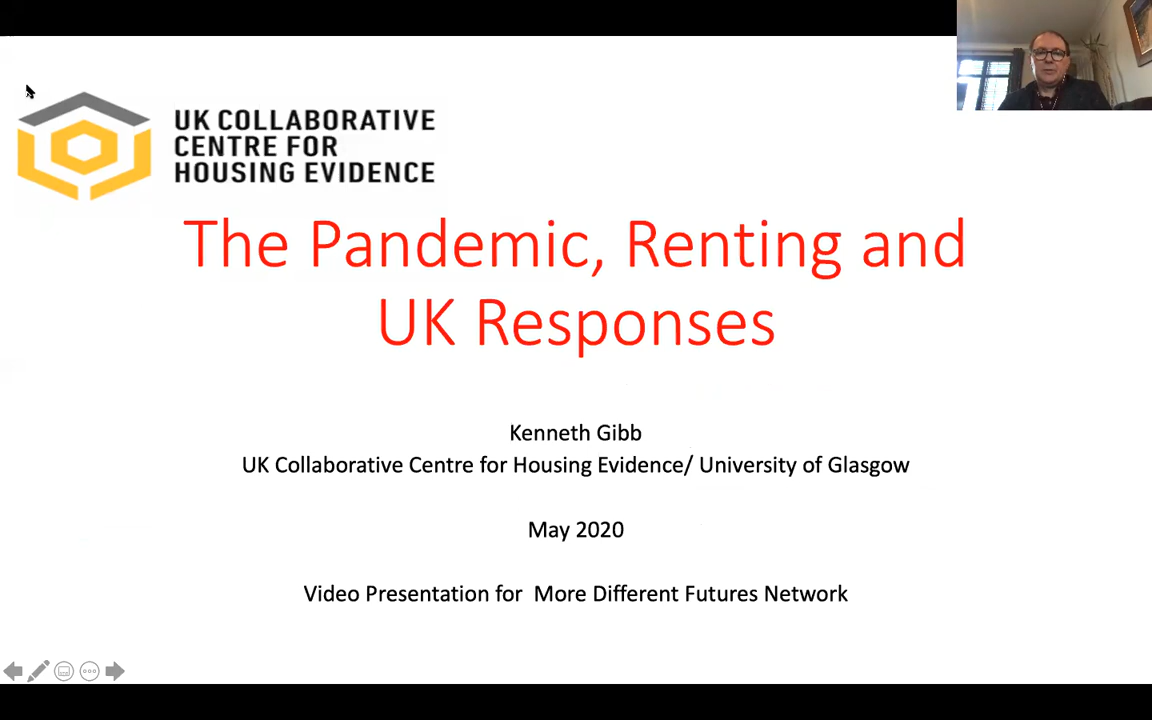 UK COLLABORATIVE
CENTRE FOR
HOUSING EVIDENCE
The Pandemic, Renting and
UK Responses
Kenneth Gibb
UK Collaborative Centre for Housing Evidence/ University of Glasgow
May 2020
Video Presentation for  More Different Futures Network